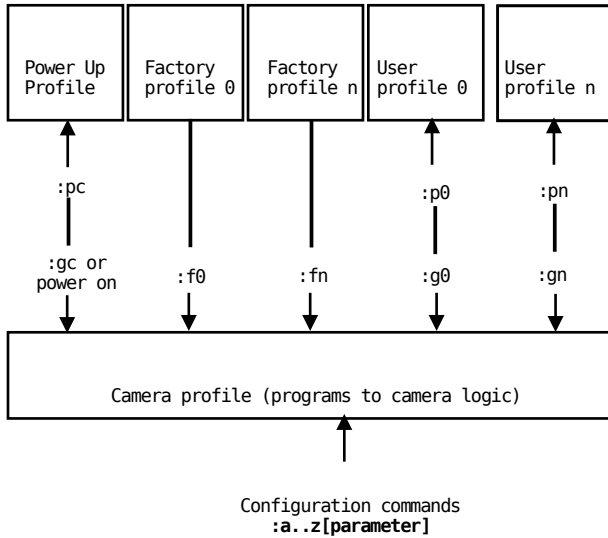 Power Up
Profile
Factory
profile 0
Factory
profile n
User
profile 0
User
profile n
:pc
:p0
:pn
:gc or
power on
:f0
:fn
:g0
:gn
Camera profile (programs to camera logic)
Configuration commands
:a..z[parameter]